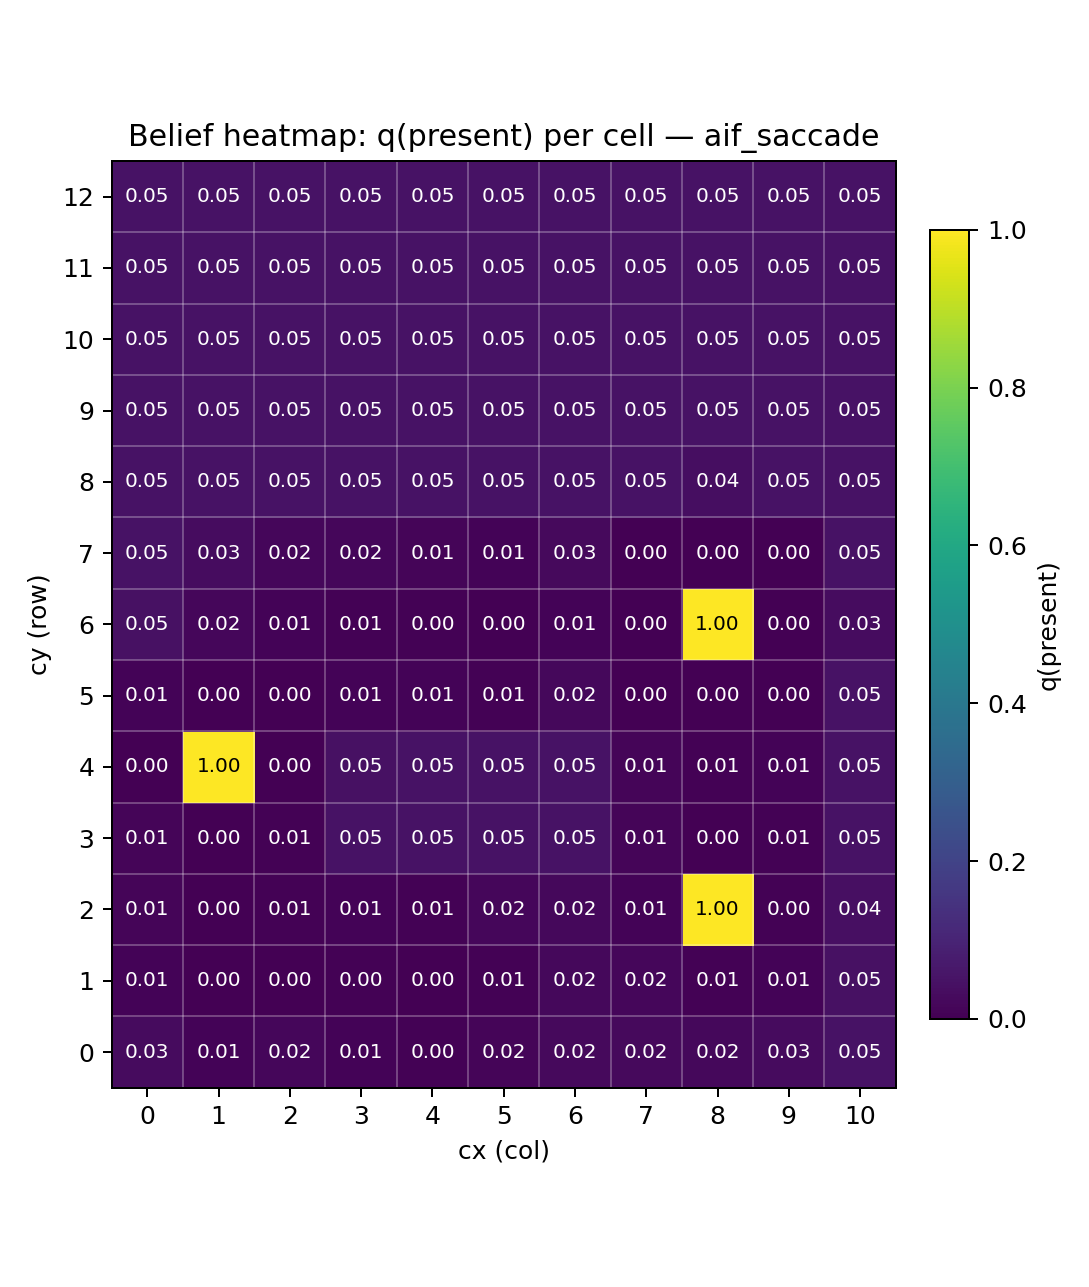 Belief heatmap: q(present) per cell — aif_saccade
12 0.05 0.05 0.05 0.05 0.05 0.05 0.05 0.05 0.05 0.05 0.05
11 0.05 0.05 0.05 0.05 0.05 0.05 0.05 0.05 0.05 0.05 0.05
10 0.05 0.05 0.05 0.05 0.05 0.05 0.05 0.05 0.05 0.05 0.05
9 0.05 0.05 0.05 0.05 0.05 0.05 0.05 0.05 0.05 0.05 0.05
8 0.05 0.05 0.05 0.05 0.05 0.05 0.05 0.05 0.04 0.05 0.05
7 0.05 0.03 0.02 0.02 0.01 0.01 0.03 0.00 0.00 0.00 0.05
6 0.05 0.02 0.01 0.01 0.00 0.00 0.01 0.00 1.00 0.00 0.03
5 0.01 0.00 0.00 0.01 0.01 0.01 0.02 0.00 0.00 0.00 0.05
4 0.00 1.00 0.00 0.05 0.05 0.05 0.05 0.01 0.01 0.01 0.05
3 0.01 0.00 0.01 0.05 0.05 0.05 0.05 0.01 0.00 0.01 0.05
2 0.01 0.00 0.01 0.01 0.01 0.02 0.02 0.01 1.00 0.00 0.04
1 0.01 0.00 0.00 0.00 0.00 0.01 0.02 0.02 0.01 0.01 0.05
0 0.03 0.01 0.02 0.01 0.00 0.02 0.02 0.02 0.02 0.03 0.05
0 1 2 3 4 5 6 7 8 9 10
cx (col)
cy (row)
1.0
0.8
0.6
0.4
0.2
0.0
q(present)